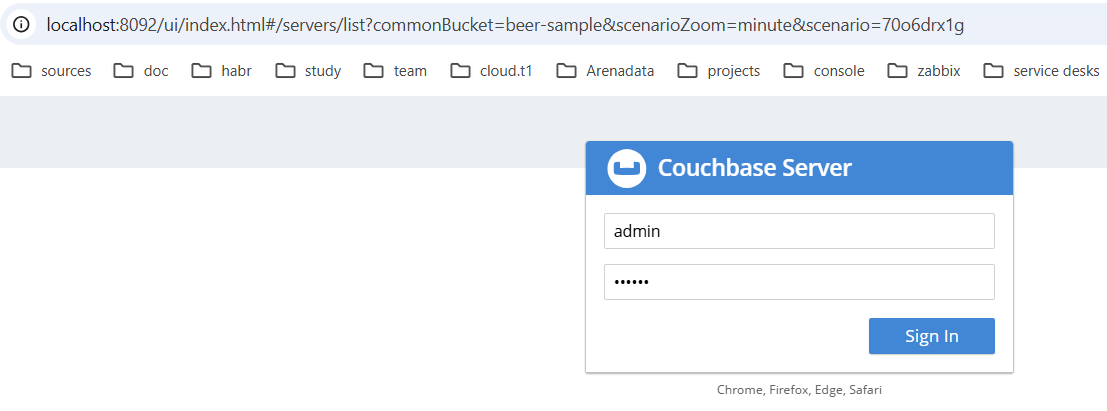 localhost:8092/ui/index.html#/servers/list?commonBucket=beer-sample&scenarioZoom=minute&scenario=70o6drx1g
sources doc habr study team cloud.t1 Arenadata projects console zabbix service desks
Couchbase Server
admin
••••••
Sign In
Chrome, Firefox, Edge, Safari